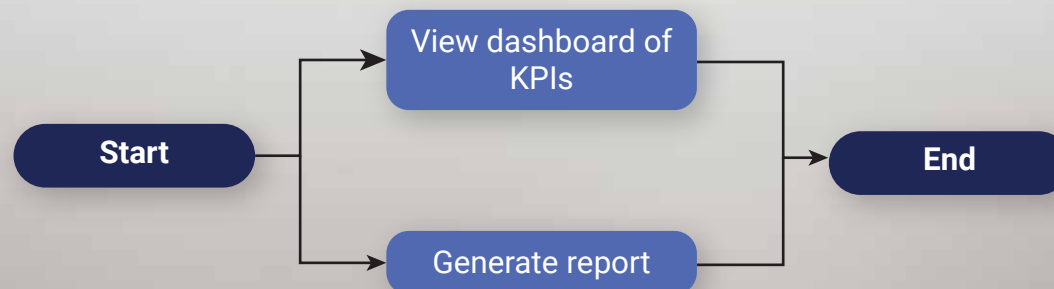 View dashboard of
KPIs
Start
End
Generate report